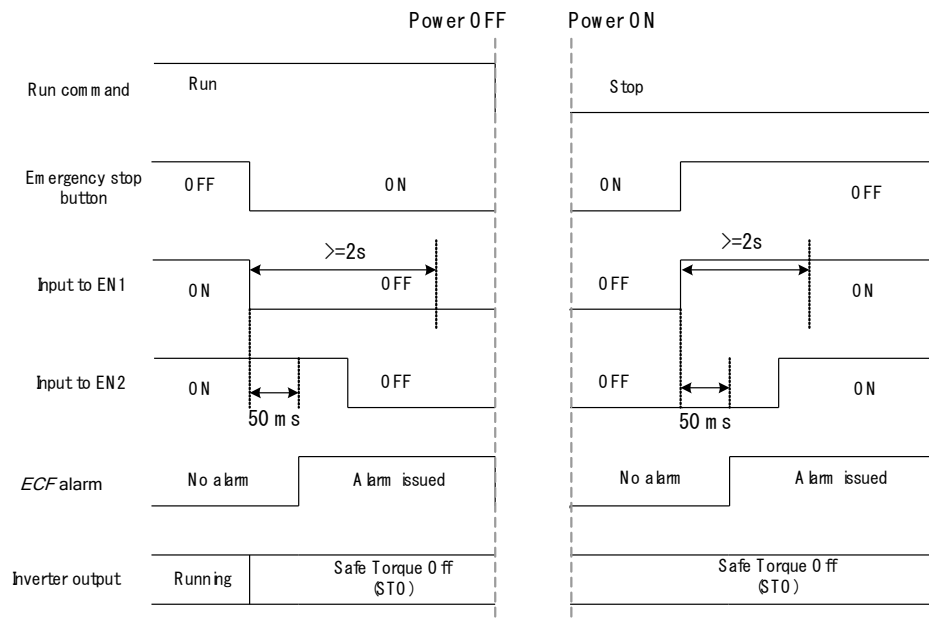 Power OFF Power ON
Run command Run Stop
Emergency stop
button
OFF ON ON OFF
>=2s >=2s
Input to EN1 ON OFF OFF ON
Input to EN2 ON OFF OFF ON
50 ms 50 ms
ECF alarm No alarm Alarm issued No alarm Alarm issued
Inverter output Running Safe Torque Off
(STO)
Safe Torque Off
(STO)